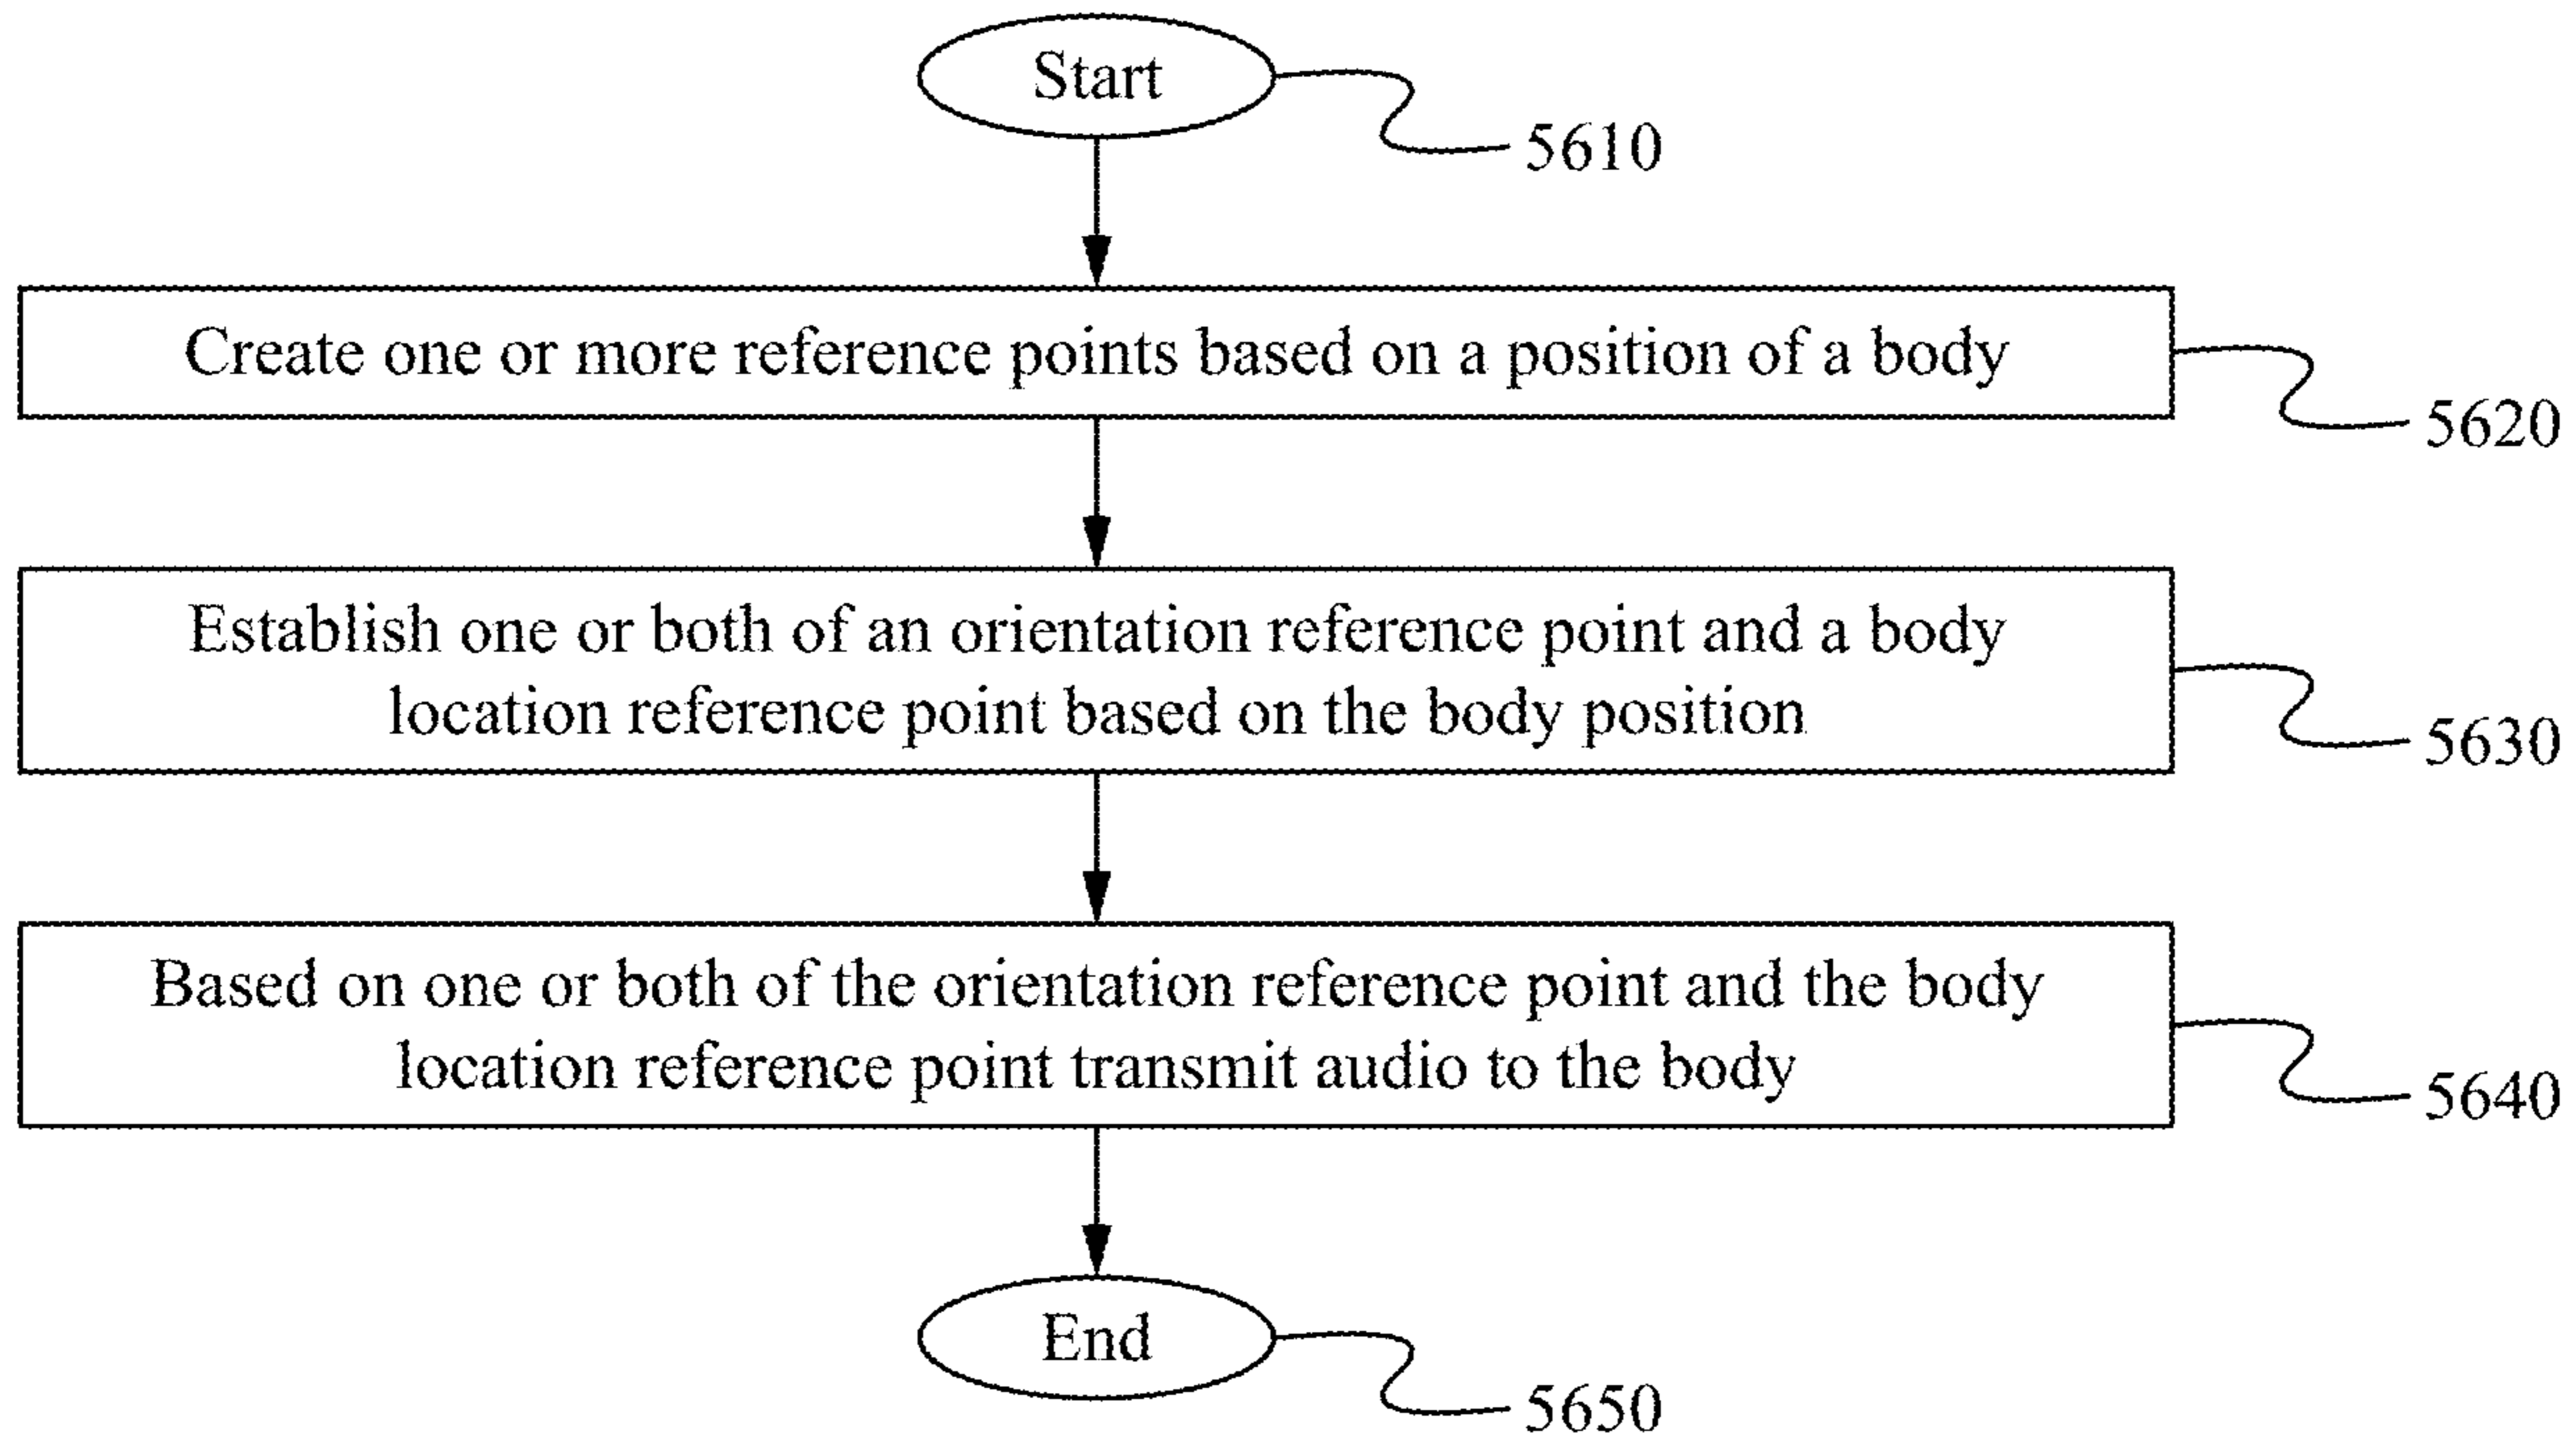 Start
5610
Create one or more reference points based on a position of a body
5620
Establish one or both of an orientation reference point and a body
location reference point based on the body position
5630
Based on one or both of the orientation reference point and the body
location reference point transmit audio to the body
5640
End
5650